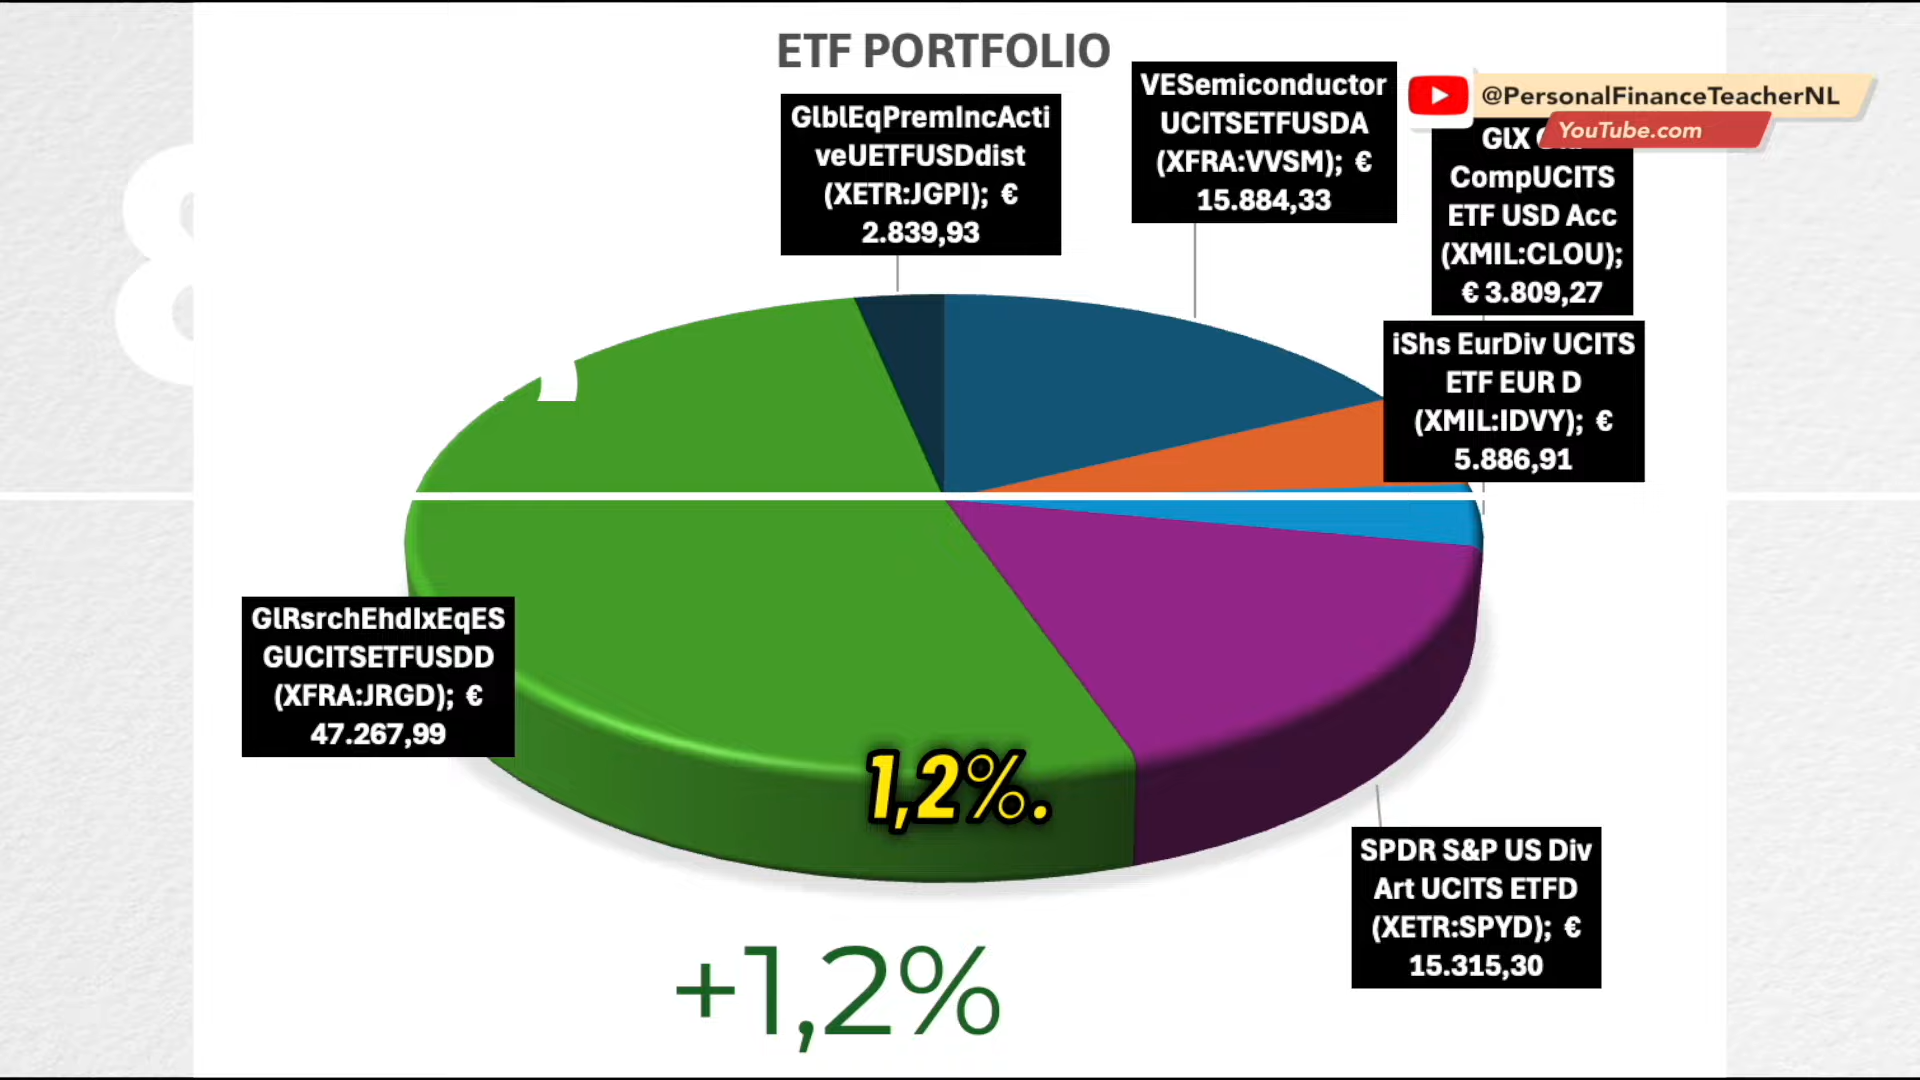 ETF PORTFOLIO
GlblEqPremIncActi
veUETFUSDdist
(XETR:JGPI); €
2.839,93
VESemiconductor
UCITSETFUSDA
(XFRA:VVSM); €
15.884,33
@PersonalFinanceTeacherNL
YouTube.com
GlX
CompUCITS
ETF USD Acc
(XMIL:CLOU);
€ 3.809,27
iShs EurDiv UCITS
ETF EUR D
(XMIL:IDVY); €
5.886,91
GlRsrchEhdIxEqES
GUCITSETFUSDD
(XFRA:JRGD); €
47.267,99
1,2%.
SPDR S&P US Div
Art UCITS ETFD
(XETR:SPYD); €
15.315,30
+1,2%